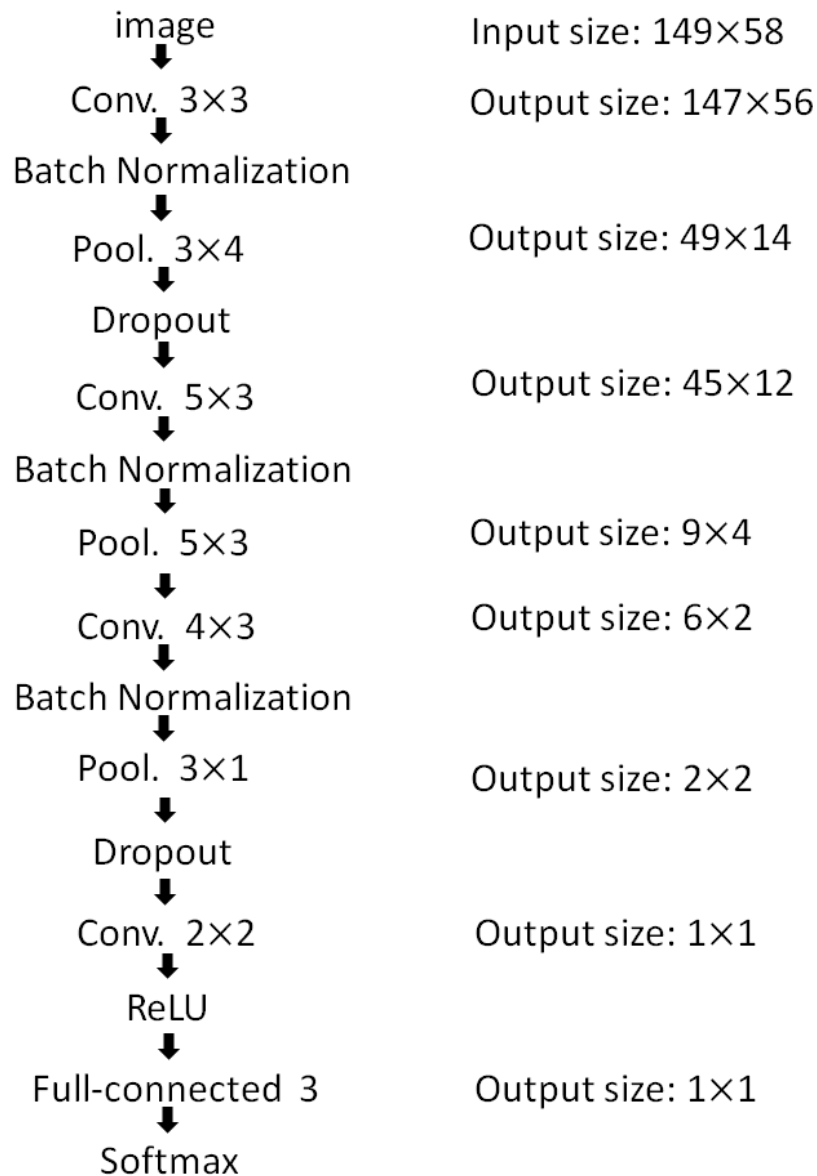 image Input size: 149×58
Conv. 3×3 Output size: 147×56
Batch Normalization
Pool. 3×4 Output size: 49×14
Dropout
Conv. 5×3 Output size: 45×12
Batch Normalization
Pool. 5×3 Output size: 9×4
Conv. 4×3 Output size: 6×2
Batch Normalization
Pool. 3×1 Output size: 2×2
Dropout
Conv. 2×2 Output size: 1×1
ReLU
Full-connected 3 Output size: 1×1
Softmax